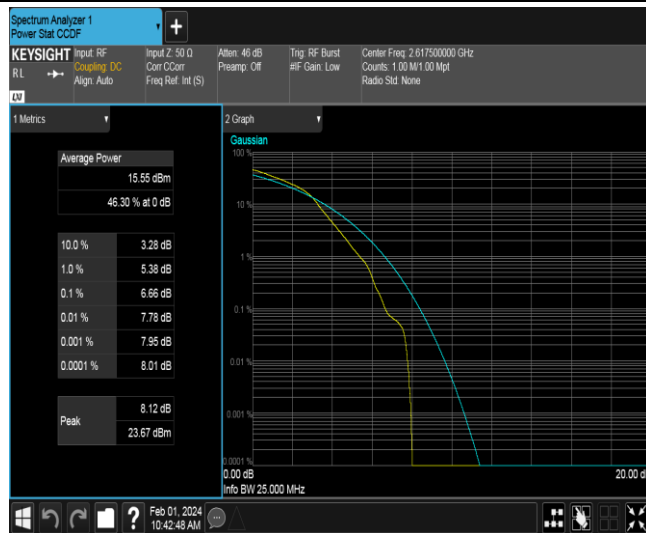 Spectrum Analyzer 1
Power Stat CCDF
+
KEYSIGHT
RL
Input: RF
Coupling: DC
Align: Auto
Input Z: 50 Ω
Corr CCorr
Freq Ref: Int (S)
Atten: 46 dB
Preamp: Off
Trig: RF Burst
#IF Gain: Low
Center Freq: 2.617500000 GHz
Counts: 1.00 M/1.00 Mpt
Radio Std: None
1 Metrics
Average Power
15.55 dBm
46.30 % at 0 dB
10.0 % 3.28 dB
1.0 % 5.38 dB
0.1 % 6.66 dB
0.01 % 7.78 dB
0.001 % 7.95 dB
0.0001 % 8.01 dB
Peak
8.12 dB
23.67 dBm
2 Graph
Gaussian
100 %
10 %
1 %
0.1 %
0.01 %
0.001 %
0.0001 %
0.00 dB
20.00 d
Info BW 25.000 MHz
?
Feb 01, 2024
10:42:48 AM